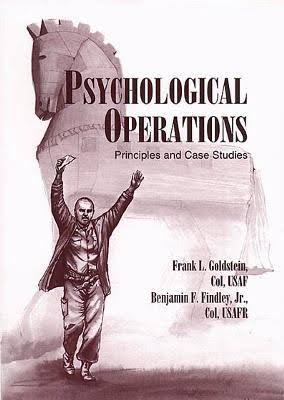 PSYCHOLOGICAL
OPERATIONS
Principles and Case Studies
Frank L. Goldstein,
Col, USAF
Benjamin F. Findley, Jr.,
Col, USAFR